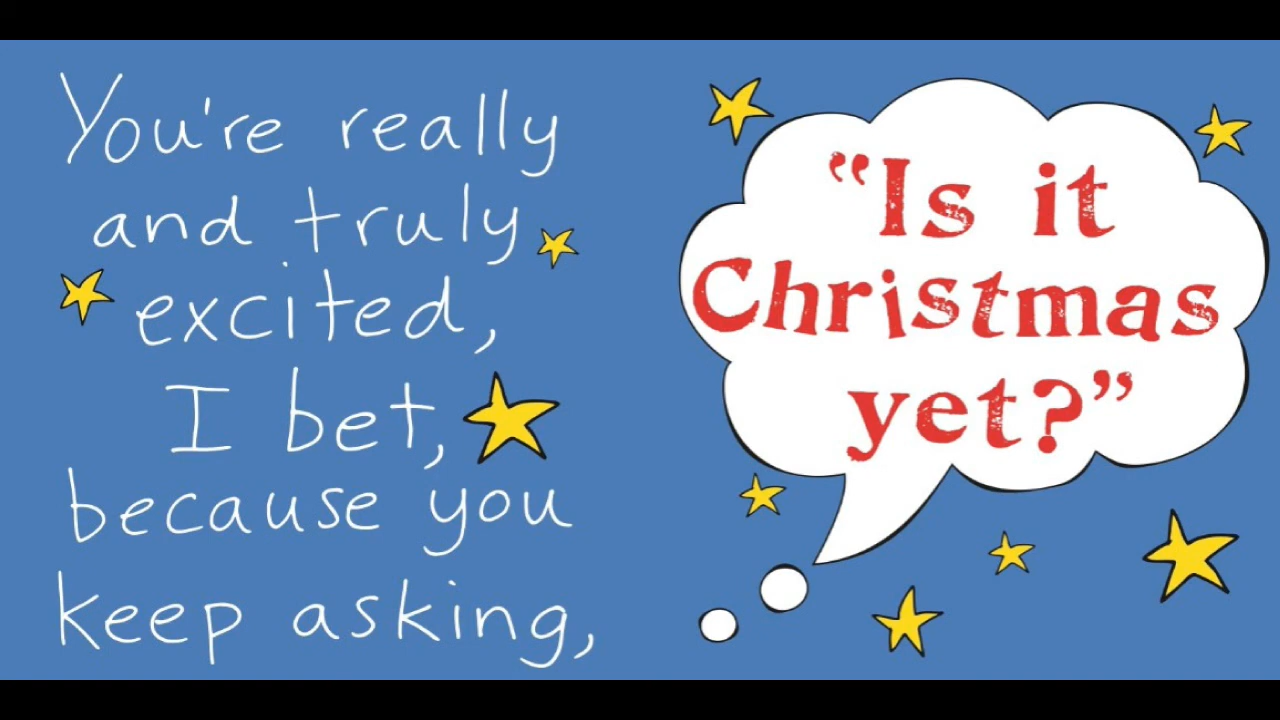 You're really
and truly
excited,
I bet,
because you
keep asking,
“Is it
Christmas
yet?”